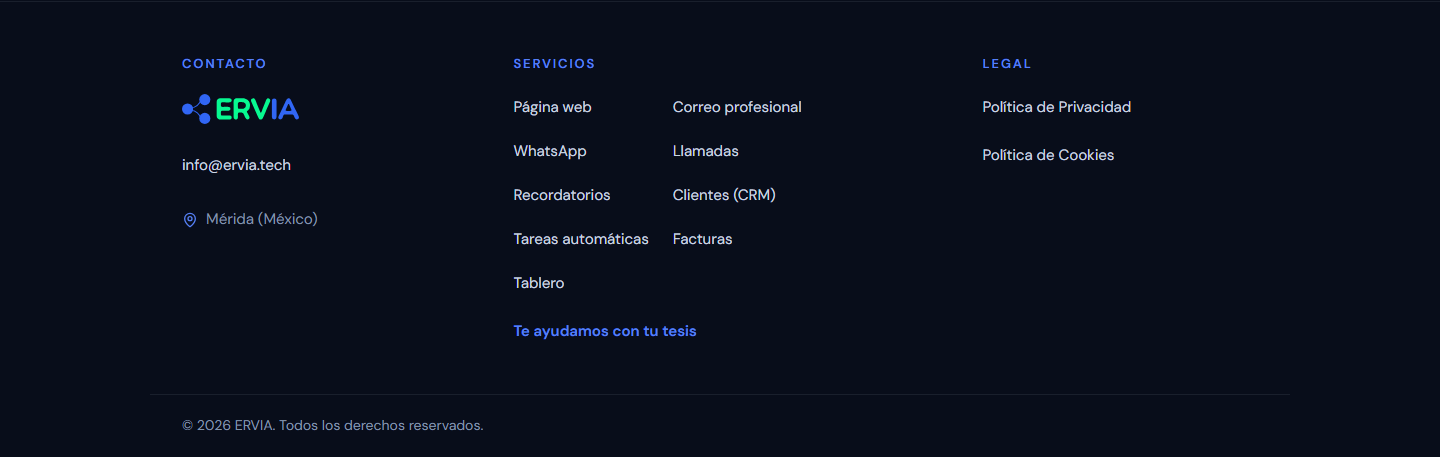 CONTACTO
ERVIA
info@ervia.tech
Mérida (México)
SERVICIOS
Página web
Correo profesional
WhatsApp
Llamadas
Recordatorios
Clientes (CRM)
Tareas automáticas
Facturas
Tablero
Te ayudamos con tu tesis
LEGAL
Política de Privacidad
Política de Cookies
© 2026 ERVIA. Todos los derechos reservados.